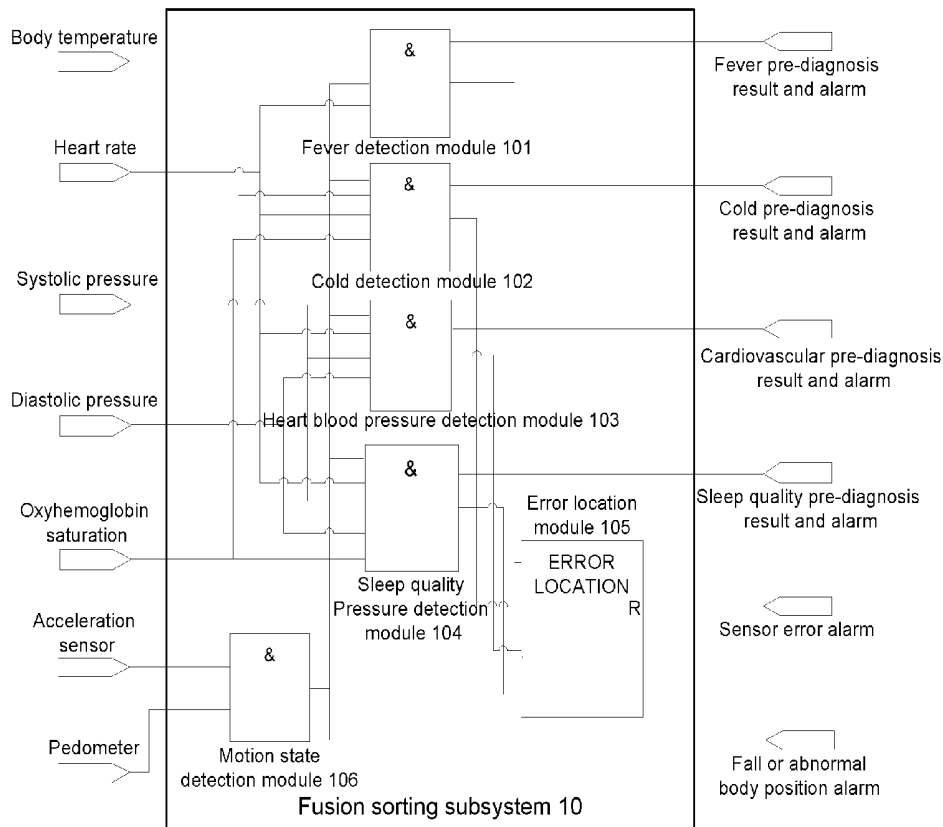 Body temperature
Heart rate
Systolic pressure
Diastolic pressure
Oxyhemoglobin
saturation
Acceleration
sensor
Pedometer
&
Fever detection module 101
&
Cold detection module 102
&
Heart blood pressure detection module 103
&
Sleep quality
Pressure detection
module 104
Error location
module 105
ERROR
LOCATION
R
&
Motion state
detection module 106
Fusion sorting subsystem 10
Fever pre-diagnosis
result and alarm
Cold pre-diagnosis
result and alarm
Cardiovascular pre-diagnosis
result and alarm
Sleep quality pre-diagnosis
result and alarm
Sensor error alarm
Fall or abnormal
body position alarm